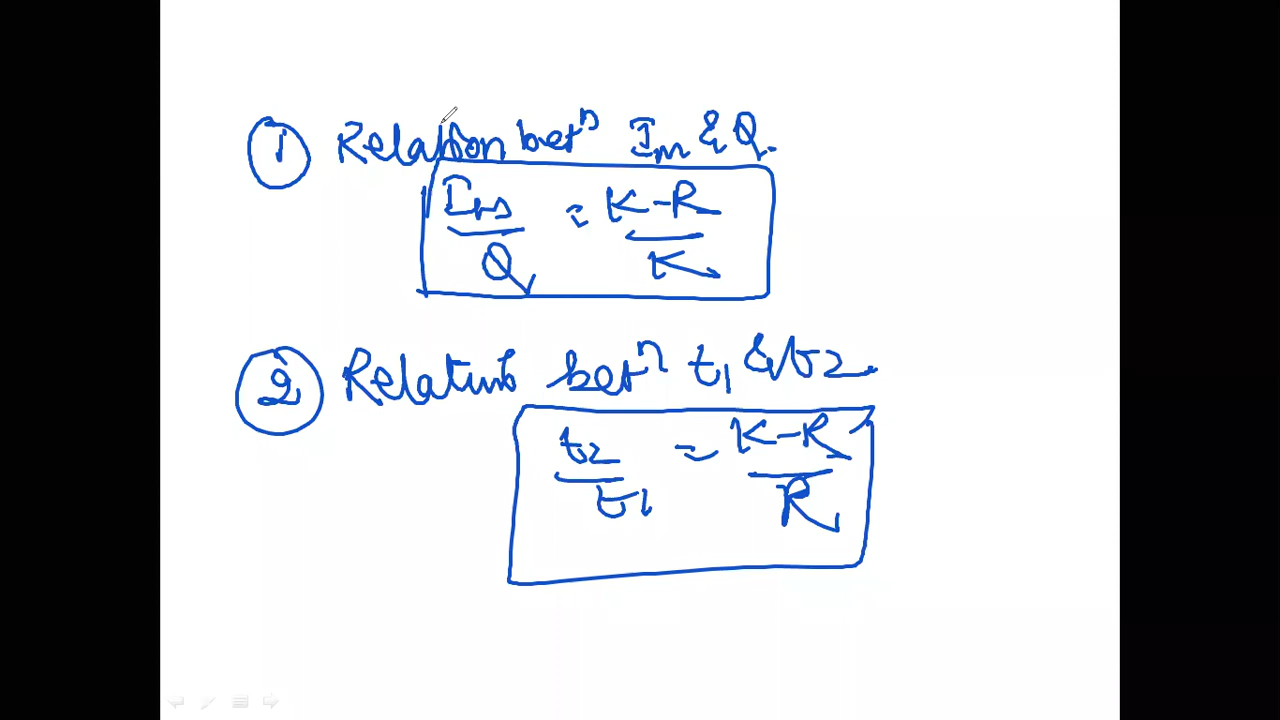 ① Relation betⁿ Im & Q.
Im / Q = K-R / K
② Relation betⁿ t1 & t2.
t2 / t1 = K-R / R